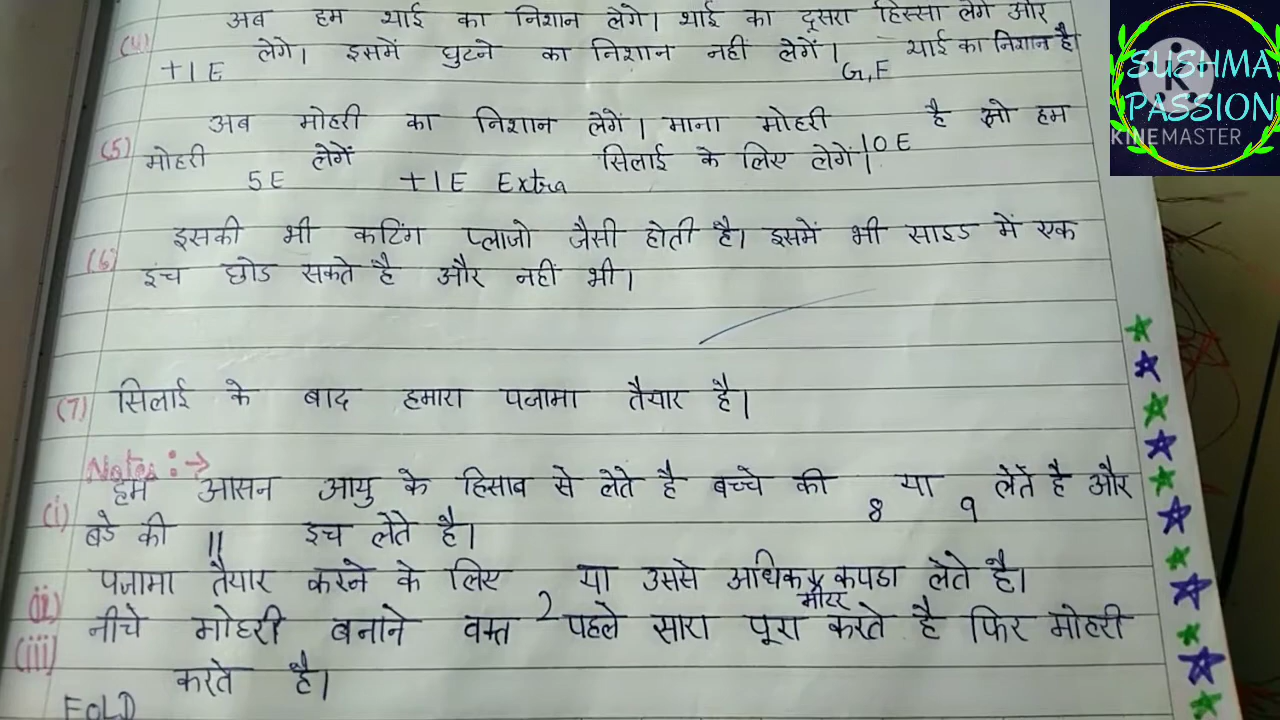 (4) अब हम थाई का निशान लेंगे। थाई का दूसरा हिस्सा लेंगे और
+1E लेगे। इसमें घुटने का निशान नहीं लेगें। G,F थाई का निशान है।
(5) अब मोहरी का निशान लेगें। माना मोहरी 10E है तो हम
मोहरी 5E लेगें +1E Extra सिलाई के लिए लेगें।
(6) इसकी भी कटिंग प्लाजो जैसी होती है। इसमें भी साइड में एक
इंच छोड सकते है और नहीं भी।
(7) सिलाई के बाद हमारा पजामा तैयार है।
Notes :→
(i) हम आसन आयु के हिसाब से लेते है बच्चे की 8 या 9 लेतें है और
बडे की 11 इच लेते है।
(ii) पजामा तैयार करने के लिए 2 या उससे अधिक मीटर कपडा लेते है।
(iii) नीचे मोहरी बनाने वक्त पहले सारा पूरा करते है फिर मोहरी
FOLD करते है।
SUSHMA
PASSION
KINEMASTER